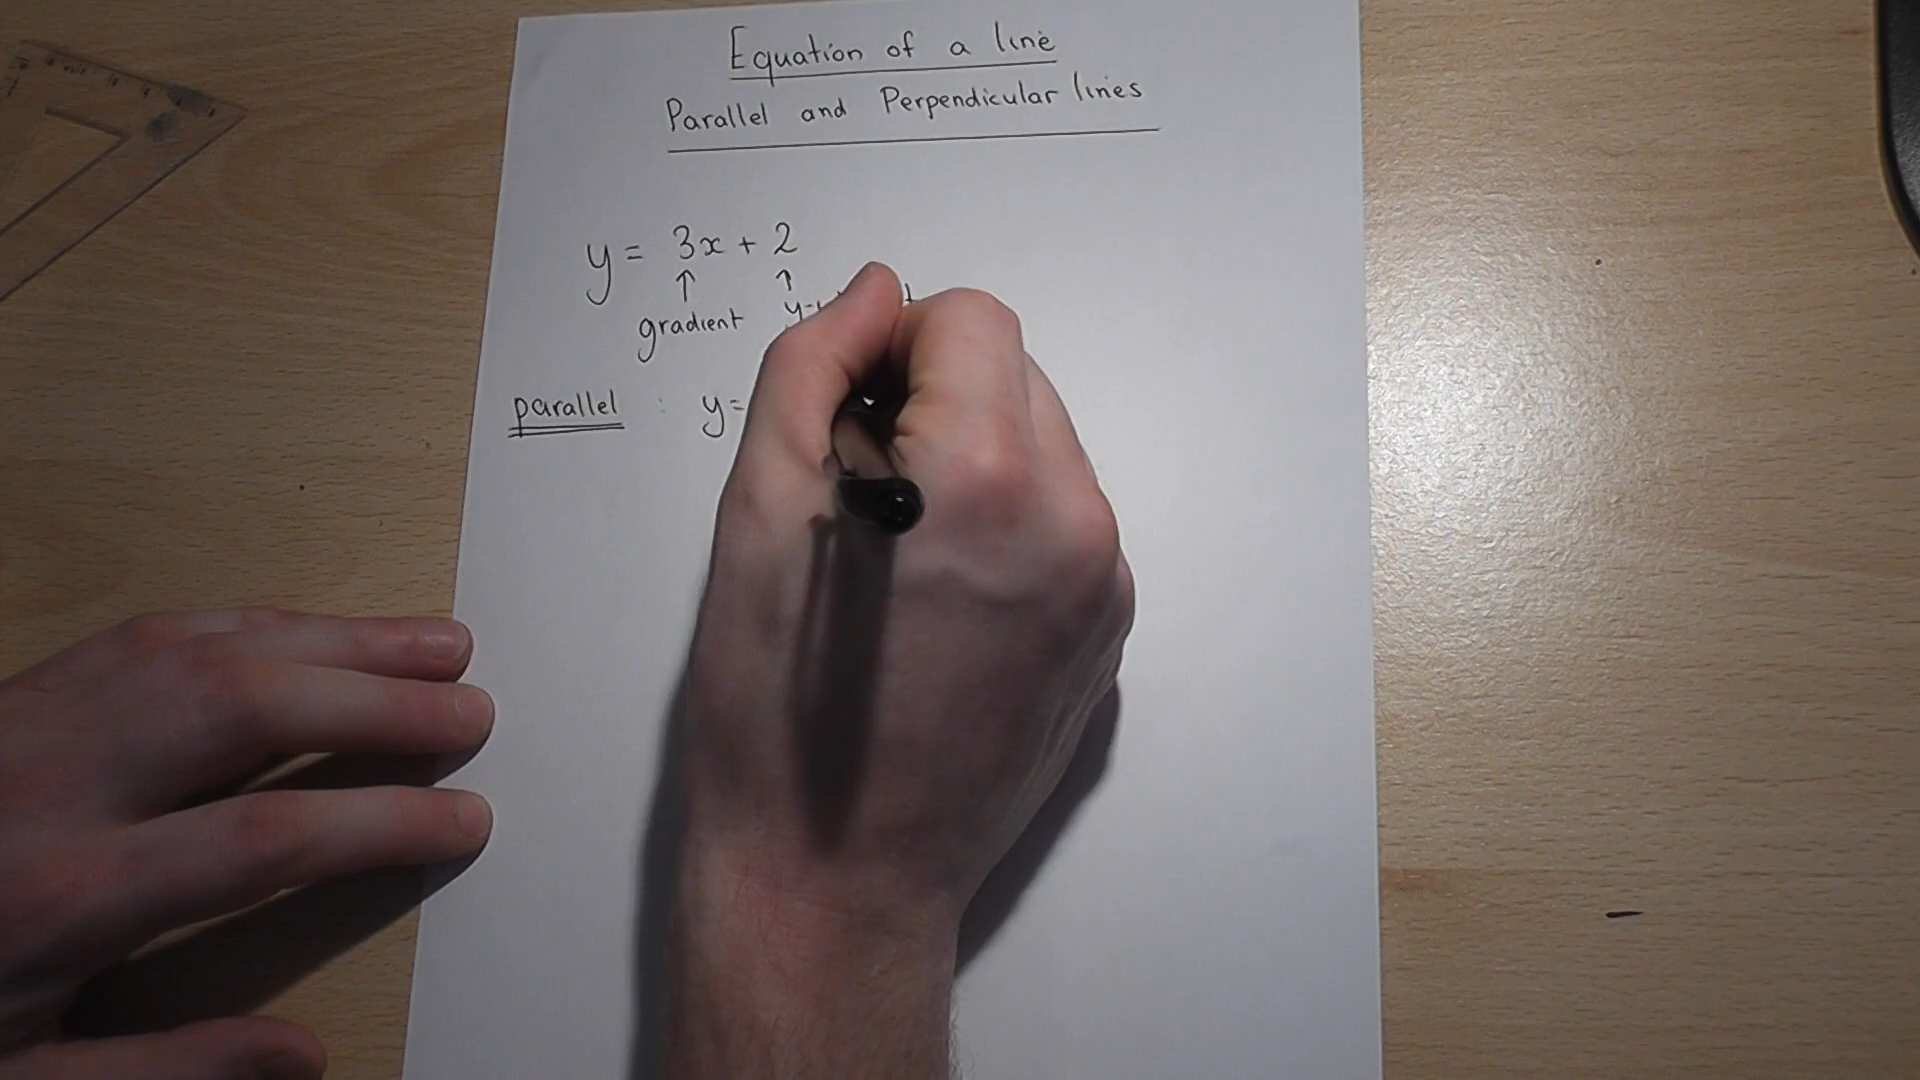 Equation of a line
Parallel and Perpendicular lines
y = 3x + 2
↑ ↑
gradient
parallel : y =